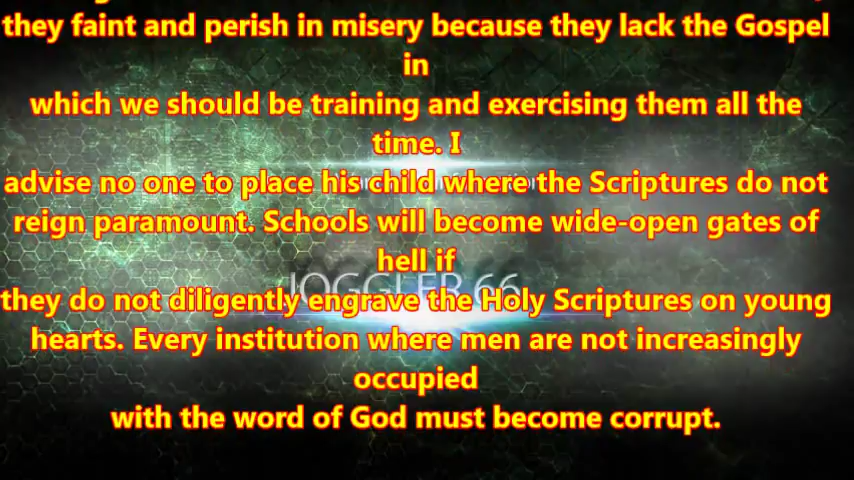 they faint and perish in misery because they lack the Gospel
in
which we should be training and exercising them all the
time. I
advise no one to place his child where the Scriptures do not
reign paramount. Schools will become wide-open gates of
hell if
JOGGLER 66
they do not diligently engrave the Holy Scriptures on young
hearts. Every institution where men are not increasingly
occupied
with the word of God must become corrupt.